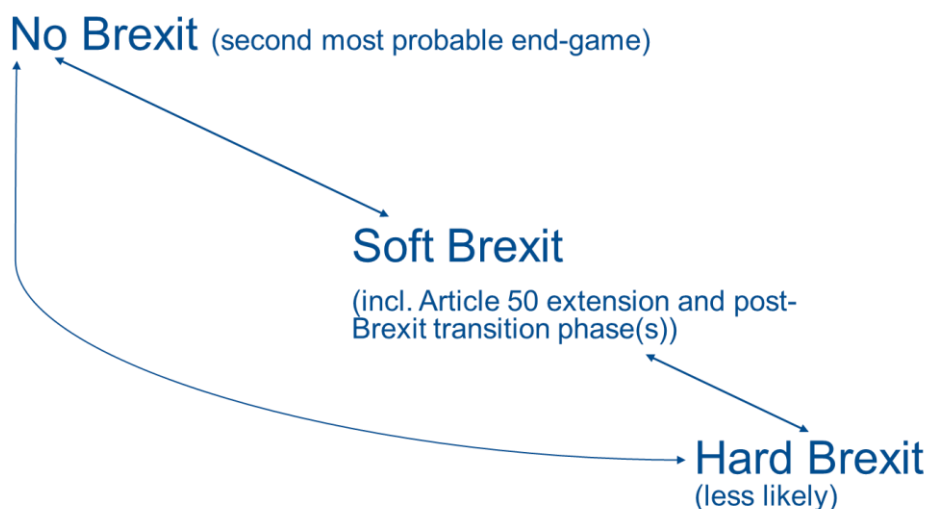 No Brexit (second most probable end-game)
Soft Brexit
(incl. Article 50 extension and post-
Brexit transition phase(s))
Hard Brexit
(less likely)